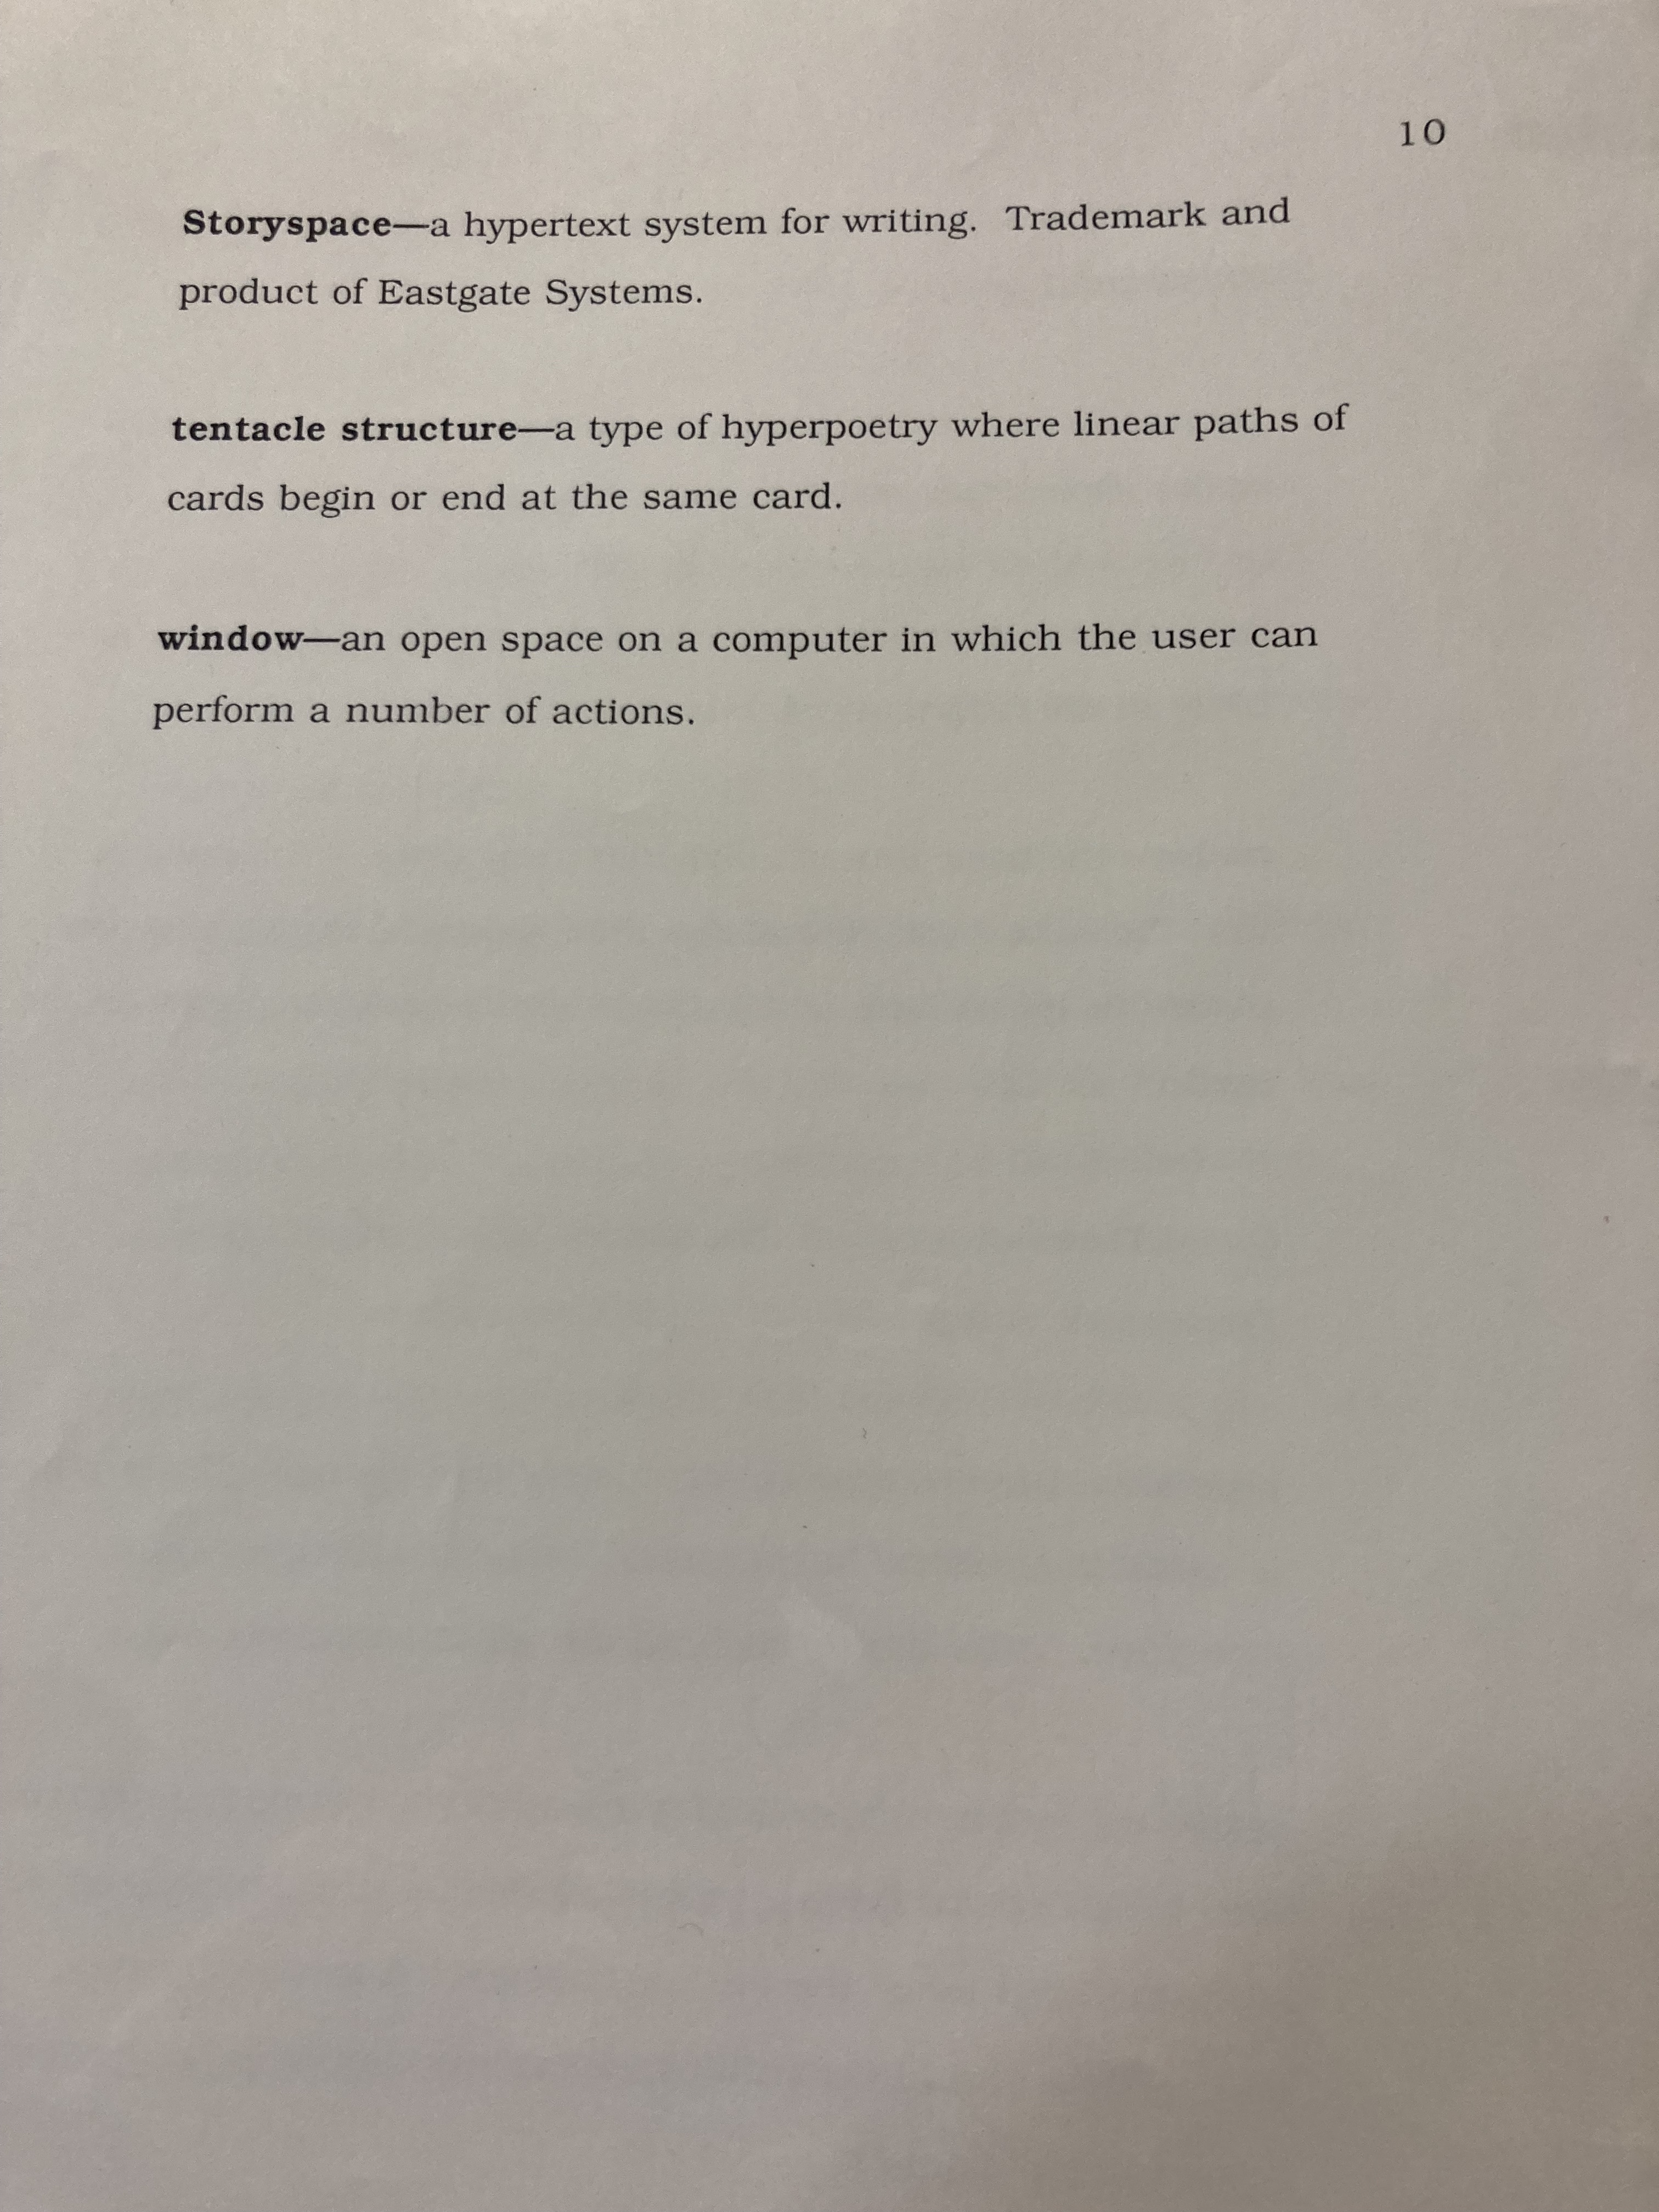 10
Storyspace—a hypertext system for writing.  Trademark and
product of Eastgate Systems.
tentacle structure—a type of hyperpoetry where linear paths of
cards begin or end at the same card.
window—an open space on a computer in which the user can
perform a number of actions.